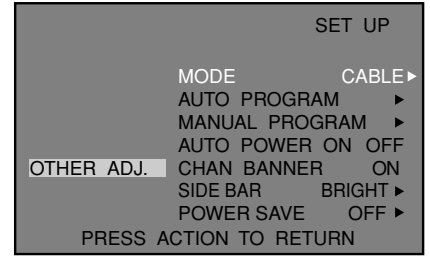 SET UP
MODE CABLE ▶
AUTO PROGRAM ▶
MANUAL PROGRAM ▶
AUTO POWER ON OFF
OTHER ADJ. CHAN BANNER ON
SIDE BAR BRIGHT ▶
POWER SAVE OFF ▶
PRESS ACTION TO RETURN